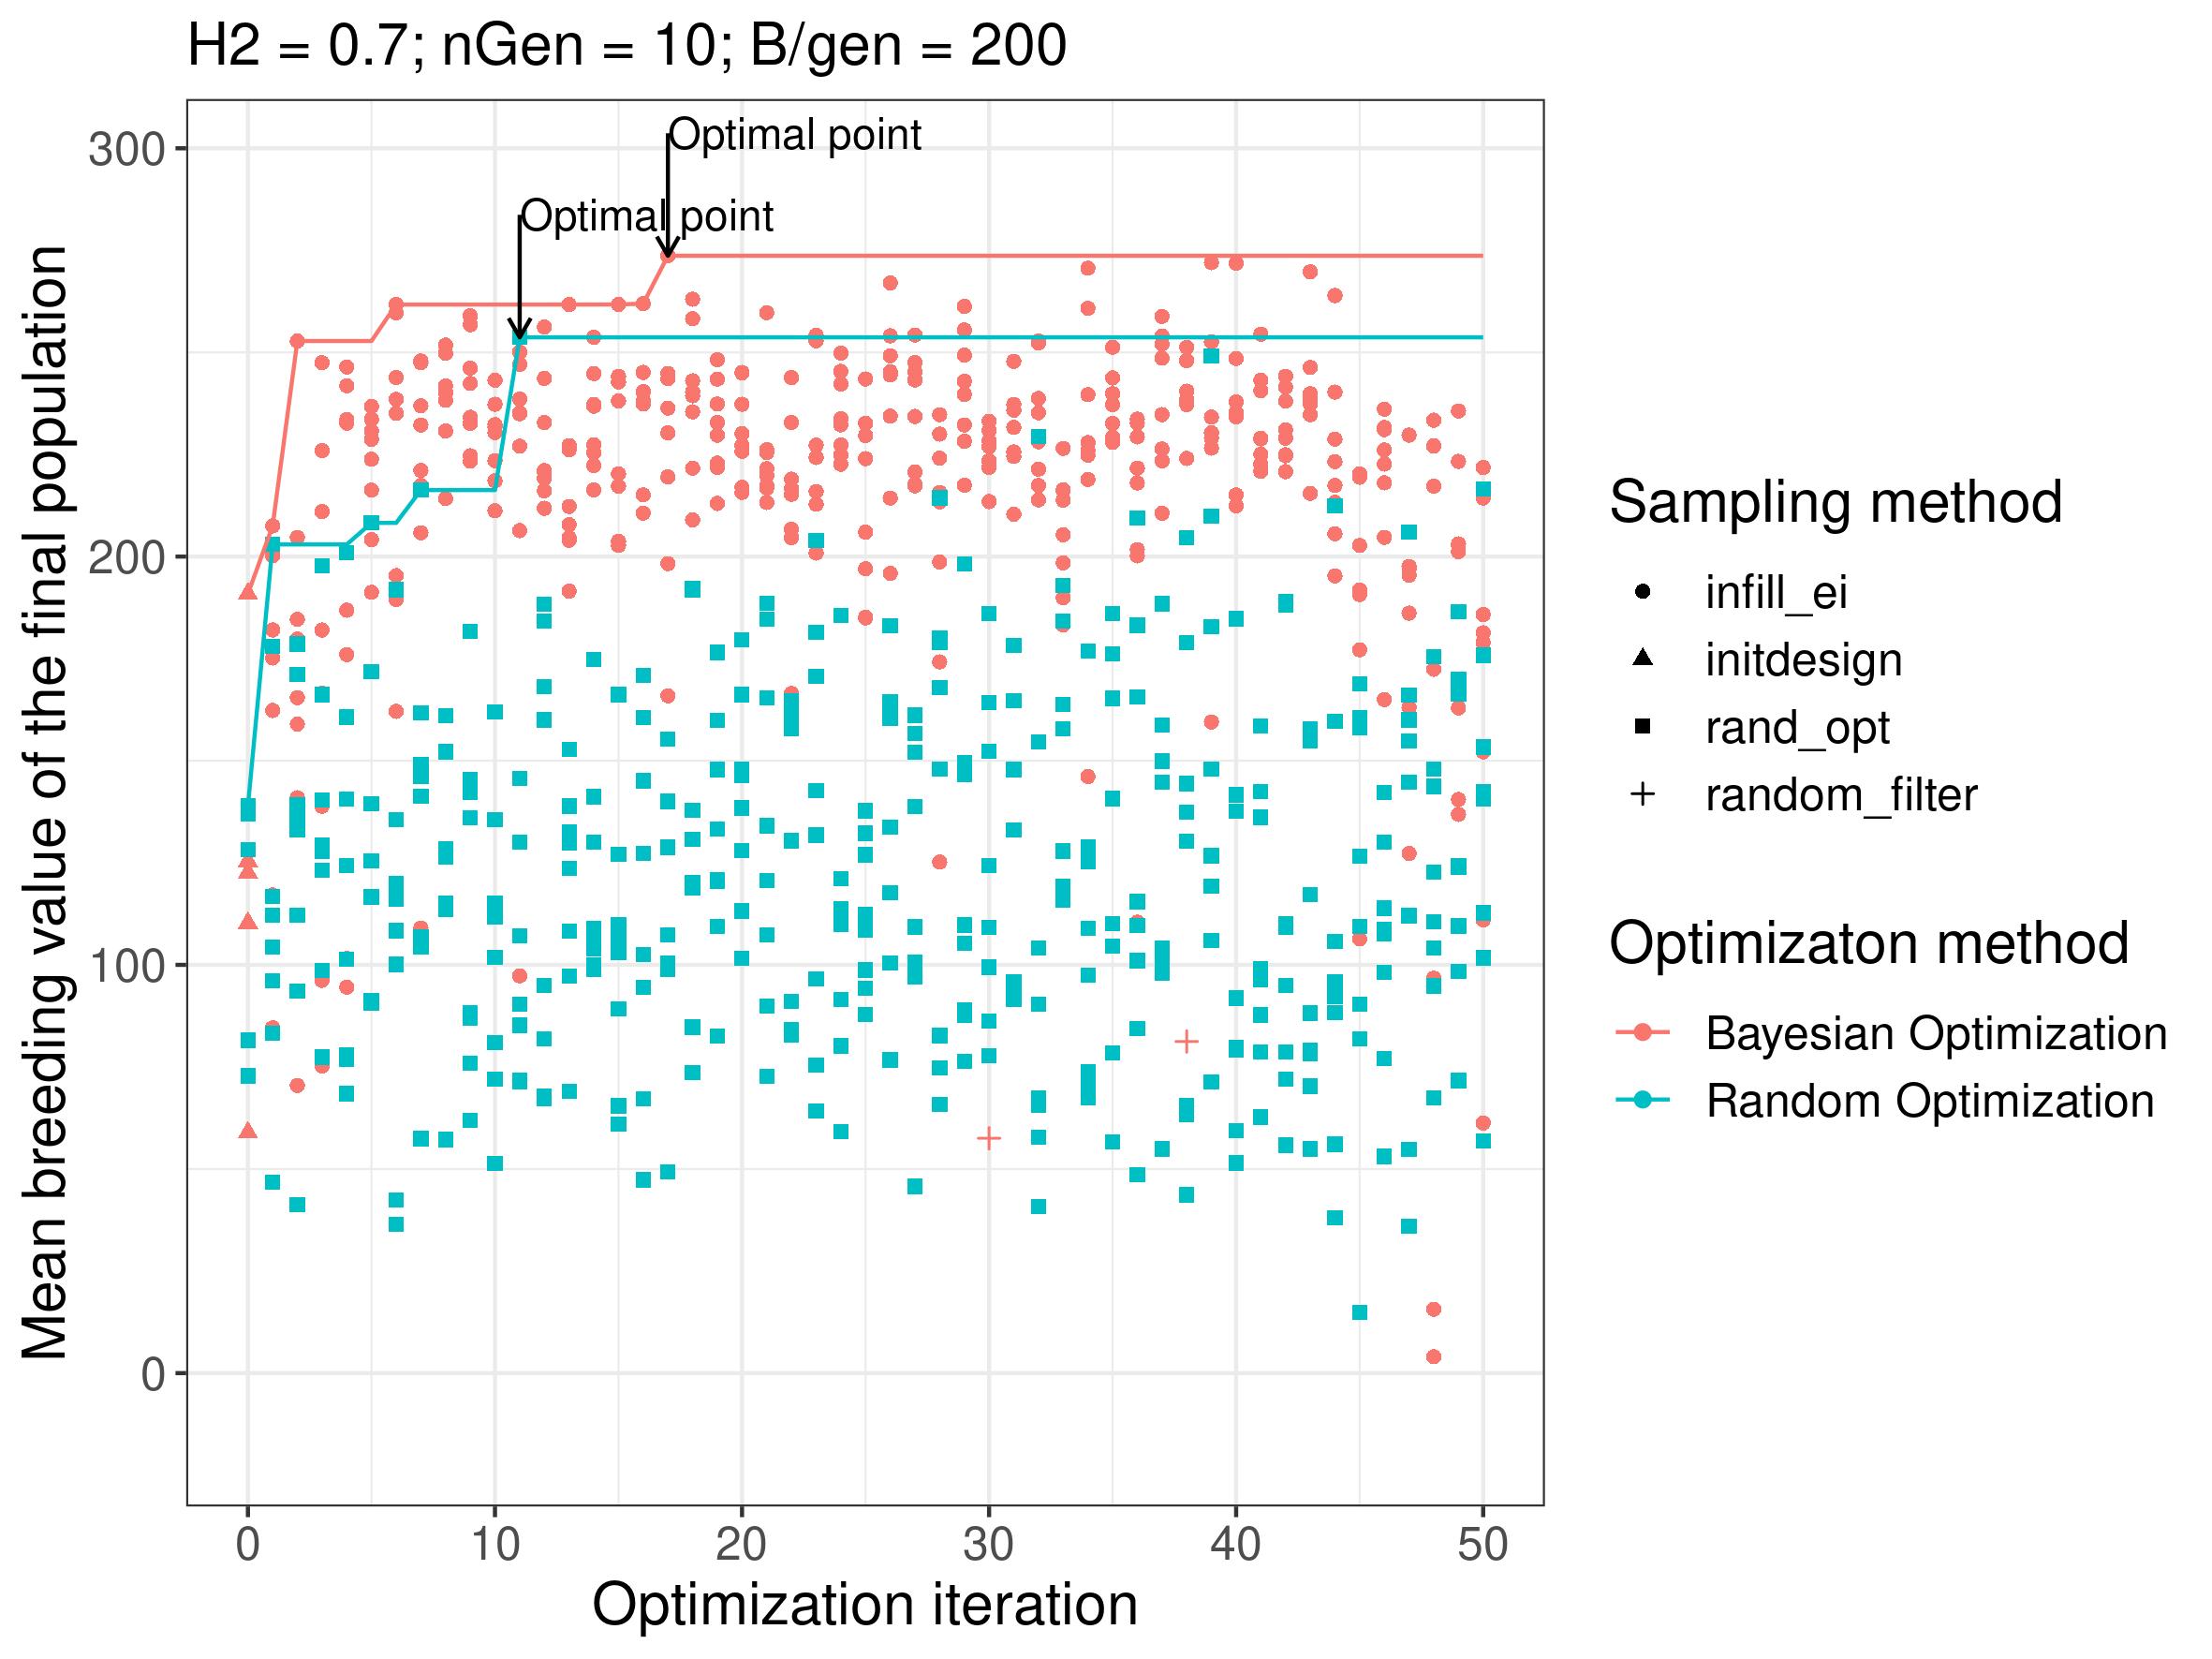 H2 = 0.7; nGen = 10; B/gen = 200
Optimal point
Optimal point
Mean breeding value of the final population
300
200
100
0
0 10 20 30 40 50
Optimization iteration
Sampling method
infill_ei
initdesign
rand_opt
random_filter
Optimizaton method
Bayesian Optimization
Random Optimization